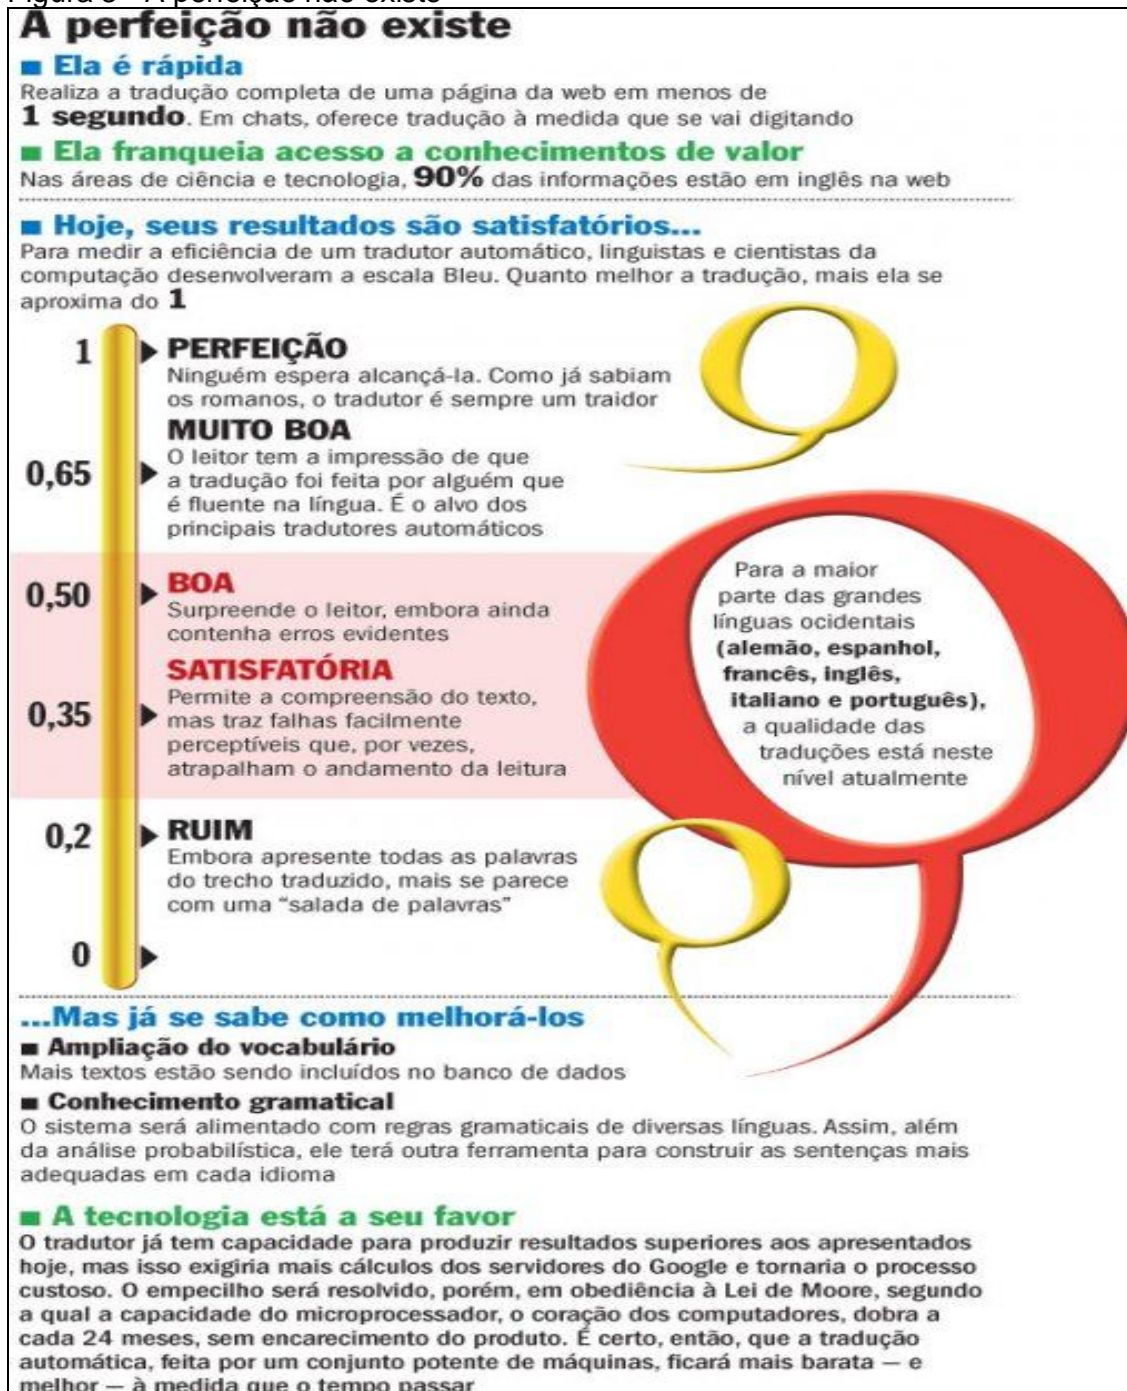 A perfeição não existe
■ Ela é rápida
Realiza a tradução completa de uma página da web em menos de
1 segundo. Em chats, oferece tradução à medida que se vai digitando
■ Ela franqueia acesso a conhecimentos de valor
Nas áreas de ciência e tecnologia, 90% das informações estão em inglês na web
■ Hoje, seus resultados são satisfatórios...
Para medir a eficiência de um tradutor automático, linguistas e cientistas da
computação desenvolveram a escala Bleu. Quanto melhor a tradução, mais ela se
aproxima do 1
1
PERFEIÇÃO
Ninguém espera alcançá-la. Como já sabiam
os romanos, o tradutor é sempre um traidor
MUITO BOA
0,65
O leitor tem a impressão de que
a tradução foi feita por alguém que
é fluente na língua. É o alvo dos
principais tradutores automáticos
0,50
BOA
Surpreende o leitor, embora ainda
contenha erros evidentes
SATISFATÓRIA
0,35
Permite a compreensão do texto,
mas traz falhas facilmente
perceptíveis que, por vezes,
atrapalham o andamento da leitura
Para a maior
parte das grandes
línguas ocidentais
(alemão, espanhol,
francês, inglês,
italiano e português),
a qualidade das
traduções está neste
nível atualmente
0,2
RUIM
Embora apresente todas as palavras
do trecho traduzido, mais se parece
com uma “salada de palavras”
0
...Mas já se sabe como melhorá-los
■ Ampliação do vocabulário
Mais textos estão sendo incluídos no banco de dados
■ Conhecimento gramatical
O sistema será alimentado com regras gramaticais de diversas línguas. Assim, além
da análise probabilística, ele terá outra ferramenta para construir as sentenças mais
adequadas em cada idioma
■ A tecnologia está a seu favor
O tradutor já tem capacidade para produzir resultados superiores aos apresentados
hoje, mas isso exigiria mais cálculos dos servidores do Google e tornaria o processo
custoso. O empecilho será resolvido, porém, em obediência à Lei de Moore, segundo
a qual a capacidade do microprocessador, o coração dos computadores, dobra a
cada 24 meses, sem encarecimento do produto. É certo, então, que a tradução
automática, feita por um conjunto potente de máquinas, ficará mais barata — e
melhor — à medida que o tempo passar